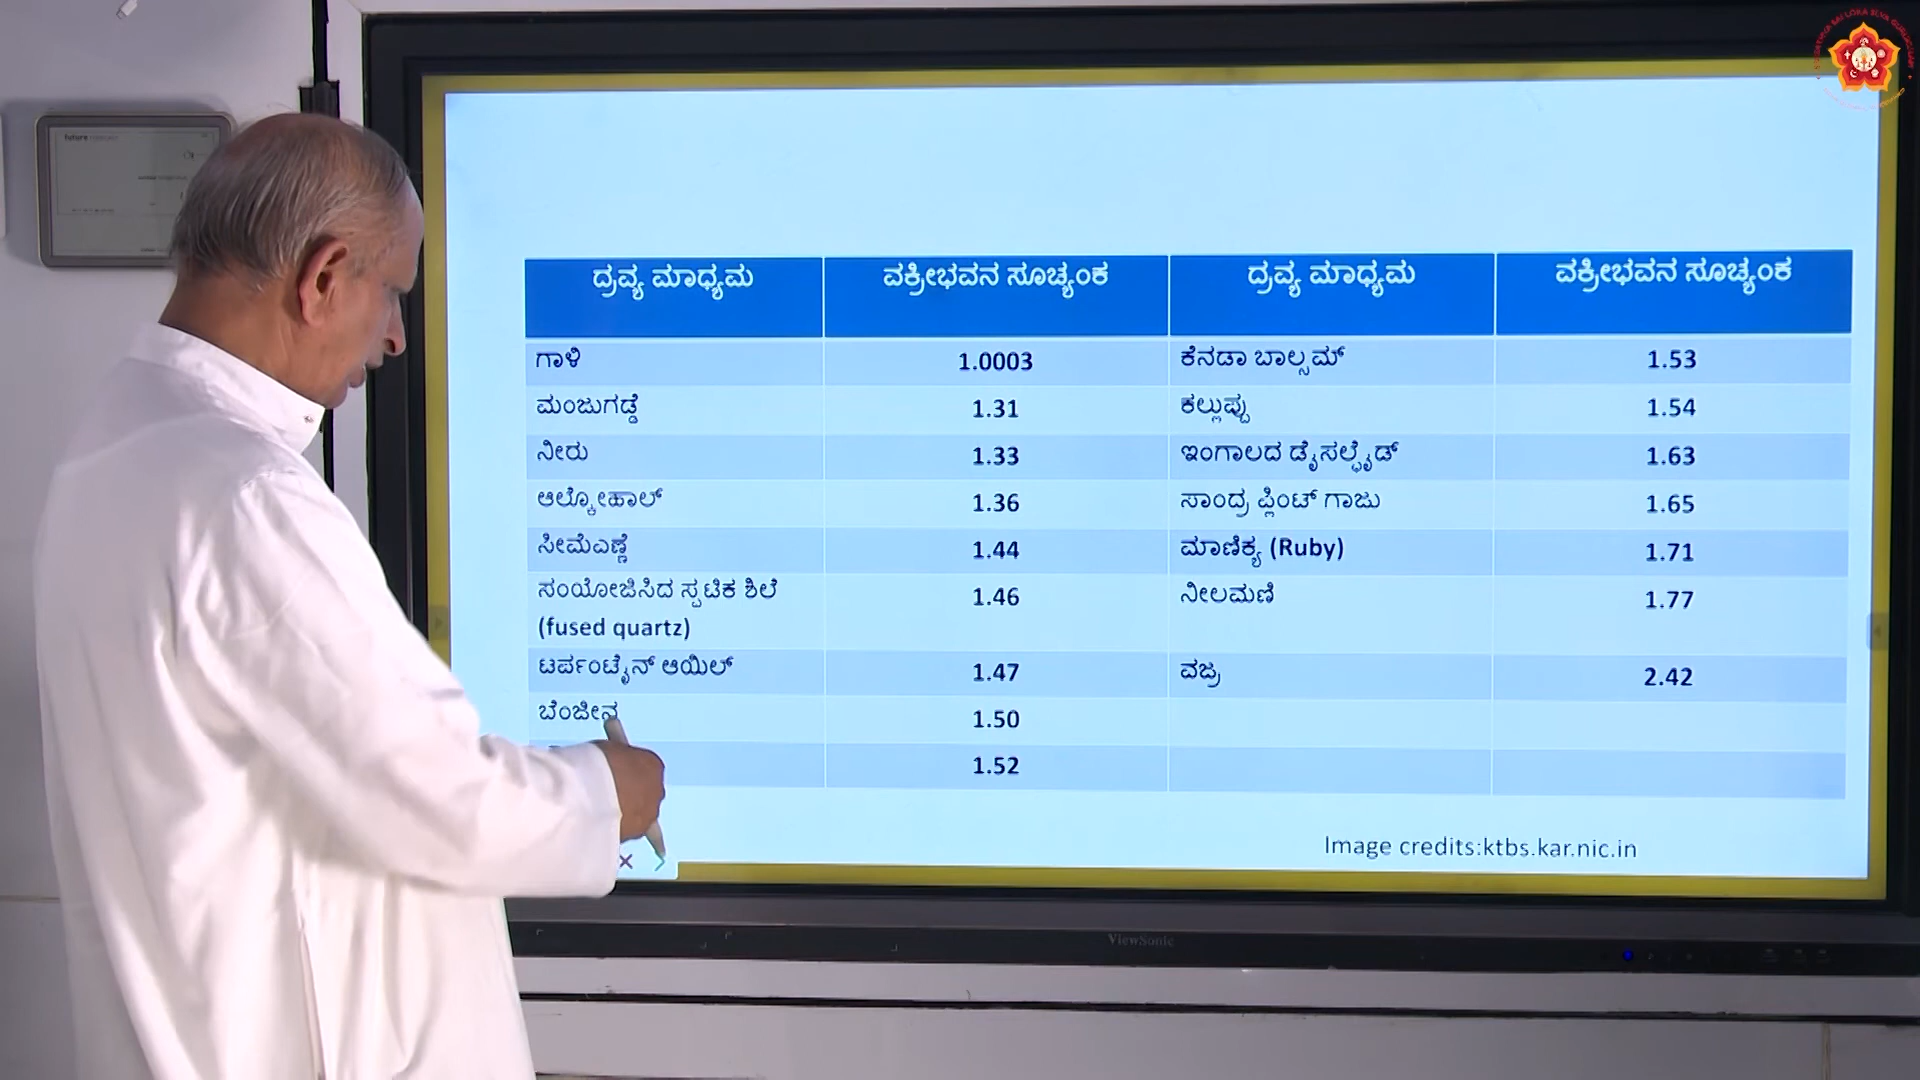 ದ್ರವ್ಯ ಮಾಧ್ಯಮ ವಕ್ರೀಭವನ ಸೂಚ್ಯಂಕ ದ್ರವ್ಯ ಮಾಧ್ಯಮ ವಕ್ರೀಭವನ ಸೂಚ್ಯಂಕ
ಗಾಳಿ 1.0003 ಕೆನಡಾ ಬಾಲ್ಸಮ್ 1.53
ಮಂಜುಗಡ್ಡೆ 1.31 ಕಲ್ಲುಪ್ಪು 1.54
ನೀರು 1.33 ಇಂಗಾಲದ ಡೈಸಲ್ಫೈಡ್ 1.63
ಆಲ್ಕೋಹಾಲ್ 1.36 ಸಾಂದ್ರ ಪ್ಲಿಂಟ್ ಗಾಜು 1.65
ಸೀಮೆಎಣ್ಣೆ 1.44 ಮಾಣಿಕ್ಯ (Ruby) 1.71
ಸಂಯೋಜಿಸಿದ ಸ್ಪಟಿಕ ಶಿಲೆ 1.46 ನೀಲಮಣಿ 1.77
(fused quartz)
ಟರ್ಪಂಟೈನ್ ಆಯಿಲ್ 1.47 ವಜ್ರ 2.42
ಬೆಂಜೀನ್ 1.50
1.52
Image credits:ktbs.kar.nic.in
ViewSonic
future